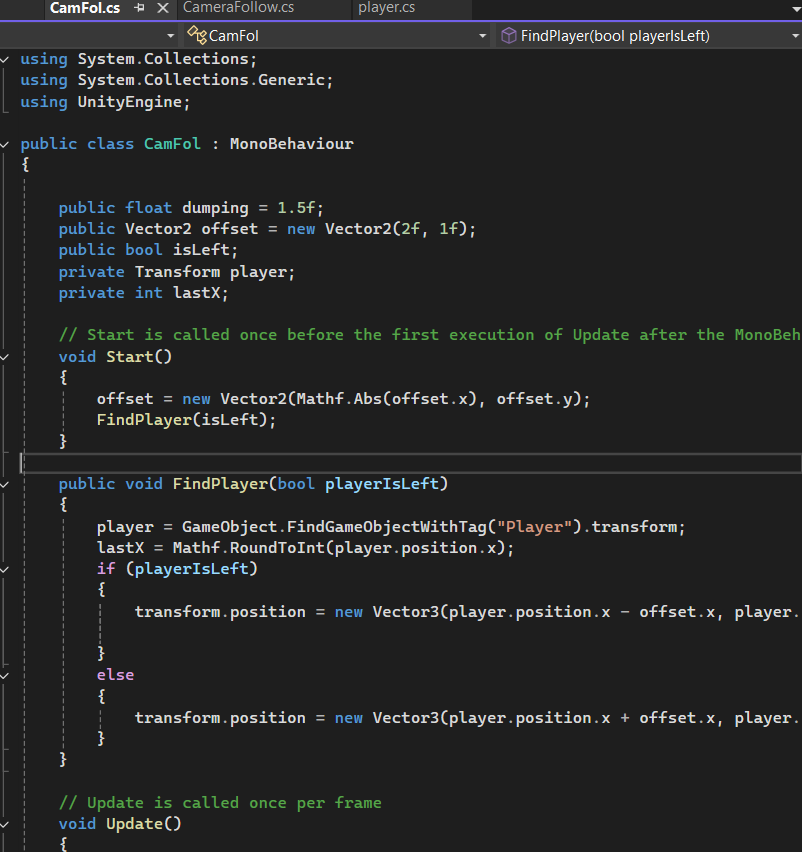 CamFol.cs CameraFollow.cs player.cs
CamFol FindPlayer(bool playerIsLeft)
using System.Collections;
using System.Collections.Generic;
using UnityEngine;
public class CamFol : MonoBehaviour
{
public float dumping = 1.5f;
public Vector2 offset = new Vector2(2f, 1f);
public bool isLeft;
private Transform player;
private int lastX;
// Start is called once before the first execution of Update after the MonoBeh
void Start()
{
offset = new Vector2(Mathf.Abs(offset.x), offset.y);
FindPlayer(isLeft);
}
public void FindPlayer(bool playerIsLeft)
{
player = GameObject.FindGameObjectWithTag("Player").transform;
lastX = Mathf.RoundToInt(player.position.x);
if (playerIsLeft)
{
transform.position = new Vector3(player.position.x - offset.x, player.
}
else
{
transform.position = new Vector3(player.position.x + offset.x, player.
}
}
// Update is called once per frame
void Update()
{